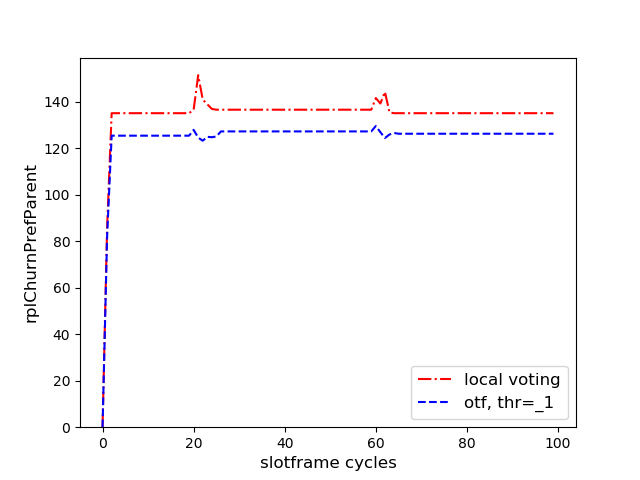 140
120
100
80
60
40
20
0
rplChurnPrefParent
local voting
otf, thr=_1
0 20 40 60 80 100
slotframe cycles